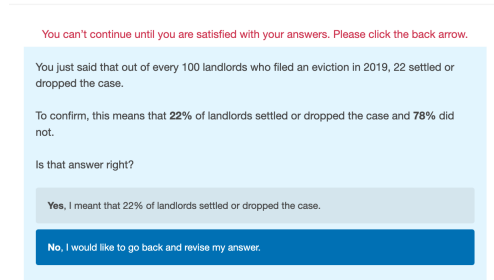 You can't continue until you are satisfied with your answers. Please click the back arrow.
You just said that out of every 100 landlords who filed an eviction in 2019, 22 settled or
dropped the case.
To confirm, this means that 22% of landlords settled or dropped the case and 78% did
not.
Is that answer right?
Yes, I meant that 22% of landlords settled or dropped the case.
No, I would like to go back and revise my answer.